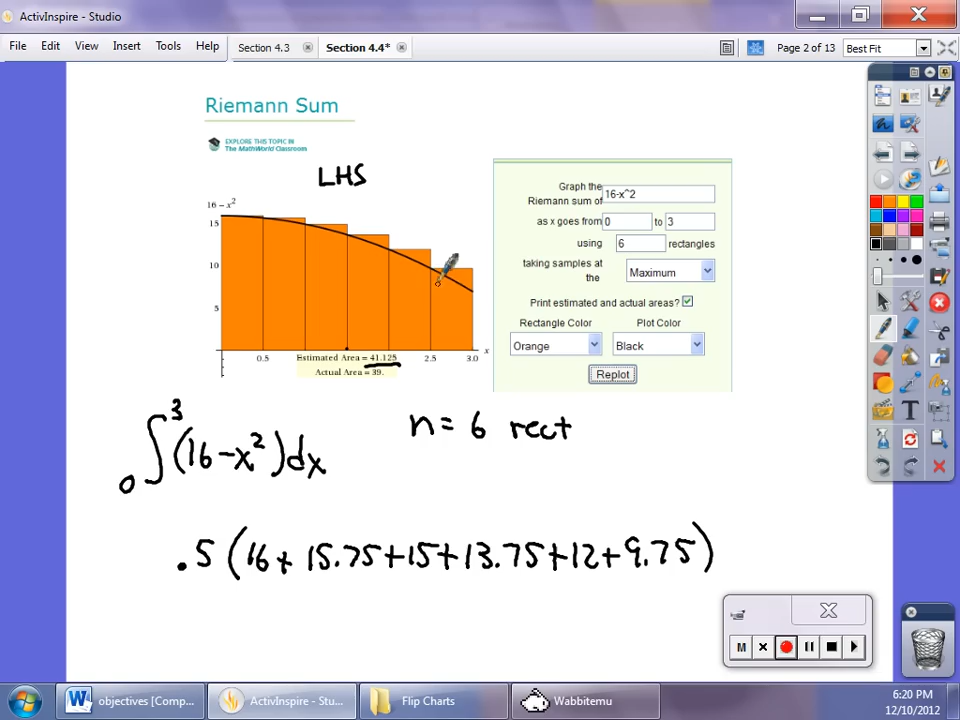 ActivInspire - Studio
File Edit View Insert Tools Help
Section 4.3
Section 4.4*
Page 2 of 13
Best Fit
Riemann Sum
EXPLORE THIS TOPIC IN
The MathWorld Classroom
LHS
16 - x²
15
10
5
0.5
2.5
3.0
x
Estimated Area = 41.125
Actual Area = 39.
Graph the
Riemann sum of
16-x^2
as x goes from 0 to 3
using 6 rectangles
taking samples at
the
Maximum
Print estimated and actual areas?
Rectangle Color Plot Color
Orange Black
Replot
∫₀³ (16-x²)dx
n= 6 rect
.5 (16+ 15.75+15+13.75+12+9.75)
M
objectives [Comp...
ActivInspire - Stu...
Flip Charts
Wabbitemu
6:20 PM
12/10/2012